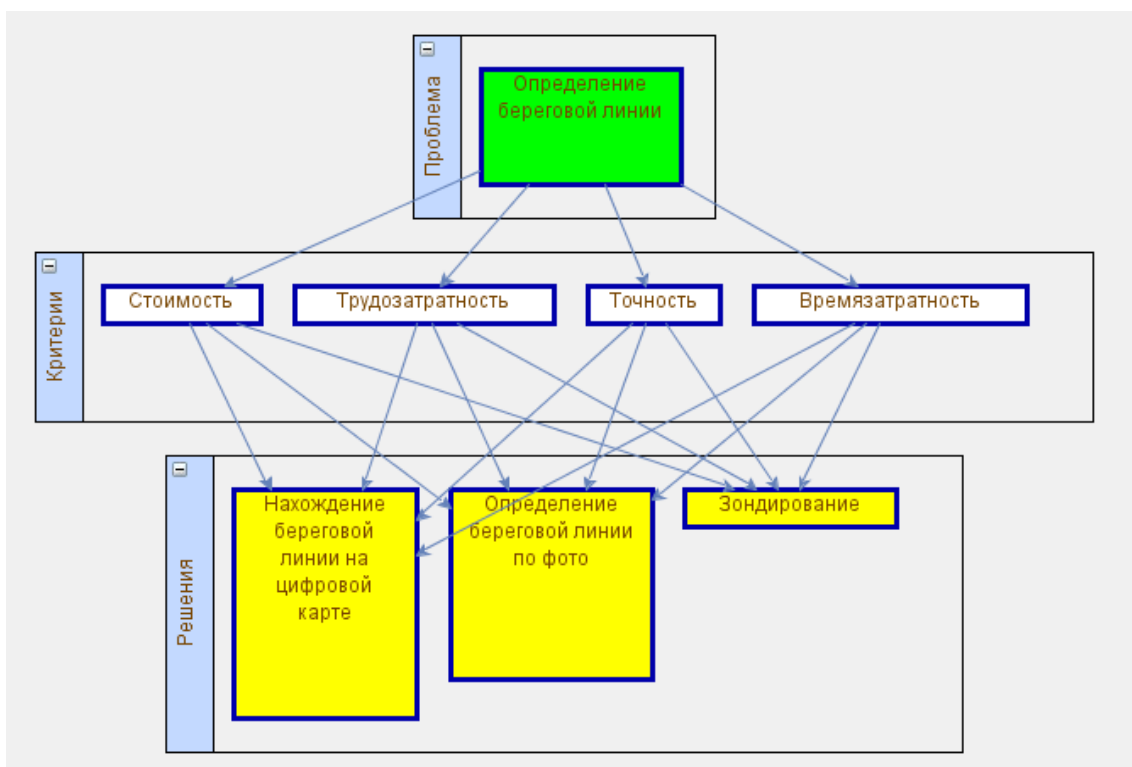 Проблема
Определение
береговой линии
Критерии
Стоимость
Трудозатратность
Точность
Времязатратность
Решения
Нахождение
береговой
линии на
цифровой
карте
Определение
береговой линии
по фото
Зондирование